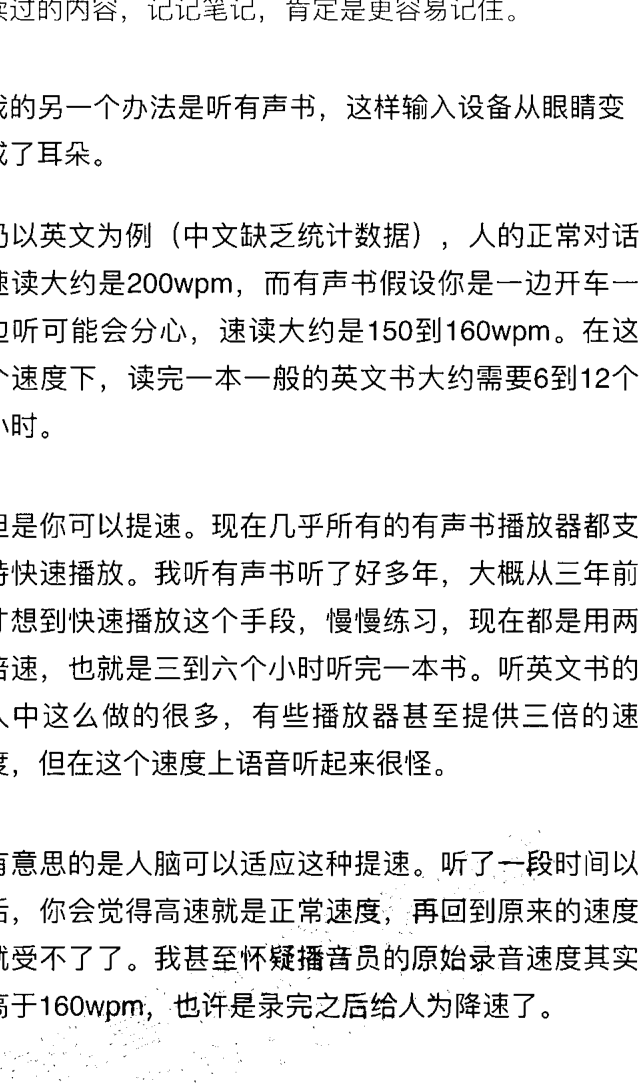 读过的内容，记记笔记，肯定是更容易记住。
我的另一个办法是听有声书，这样输入设备从眼睛变
成了耳朵。
仍以英文为例（中文缺乏统计数据），人的正常对话
速读大约是200wpm，而有声书假设你是一边开车一
边听可能会分心，速读大约是150到160wpm。在这
个速度下，读完一本一般的英文书大约需要6到12个
小时。
但是你可以提速。现在几乎所有的有声书播放器都支
持快速播放。我听有声书听了好多年，大概从三年前
才想到快速播放这个手段，慢慢练习，现在都是用两
倍速，也就是三到六个小时听完一本书。听英文书的
人中这么做的很多，有些播放器甚至提供三倍的速
度，但在这个速度上语音听起来很怪。
有意思的是人脑可以适应这种提速。听了一段时间以
后，你会觉得高速就是正常速度，再回到原来的速度
就受不了了。我甚至怀疑播音员的原始录音速度其实
高于160wpm，也许是录完之后给人为降速了。